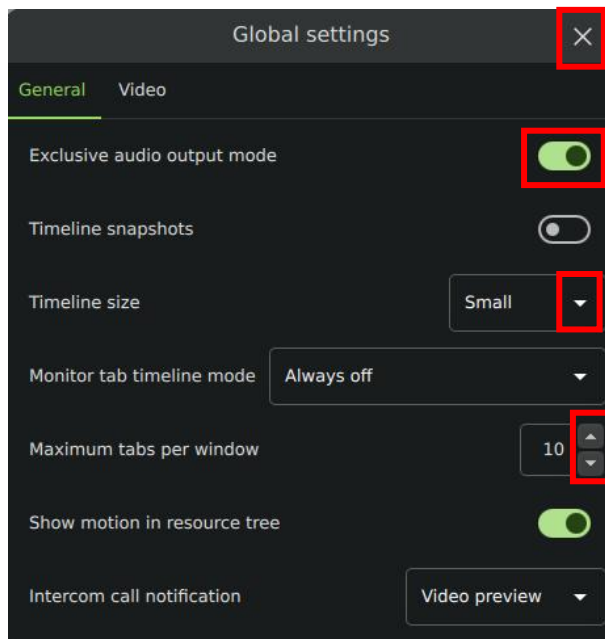 Global settings
General Video
Exclusive audio output mode
Timeline snapshots
Timeline size Small
Monitor tab timeline mode Always off
Maximum tabs per window 10
Show motion in resource tree
Intercom call notification Video preview